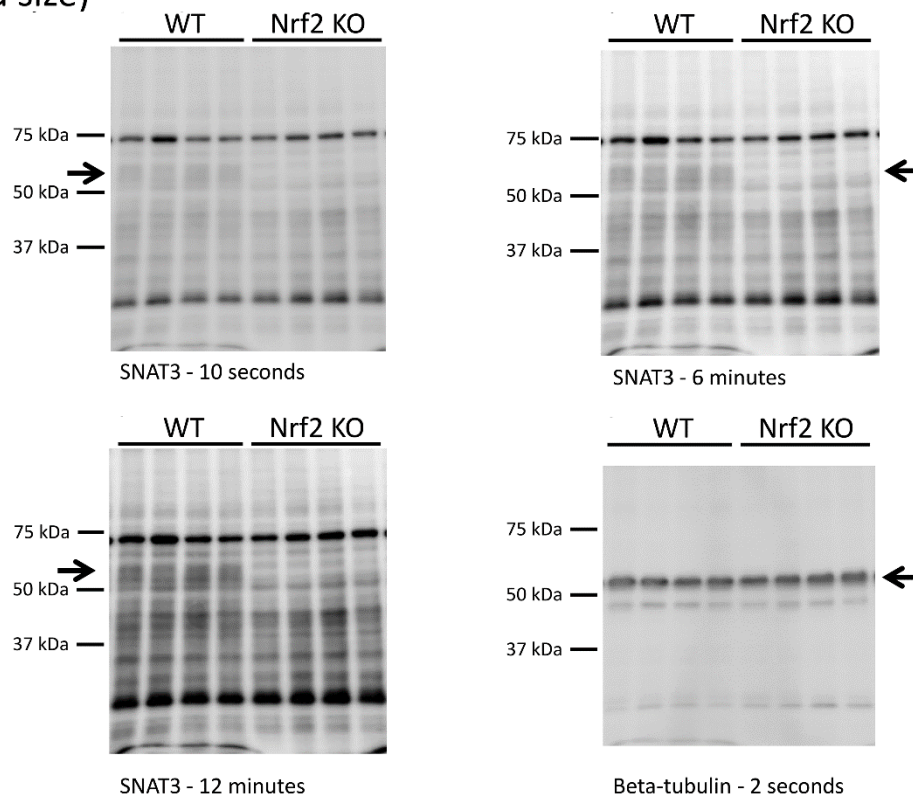 size)
WT Nrf2 KO
75 kDa
50 kDa
37 kDa
SNAT3 - 10 seconds
WT Nrf2 KO
75 kDa
50 kDa
37 kDa
SNAT3 - 6 minutes
WT Nrf2 KO
75 kDa
50 kDa
37 kDa
SNAT3 - 12 minutes
WT Nrf2 KO
75 kDa
50 kDa
37 kDa
Beta-tubulin - 2 seconds